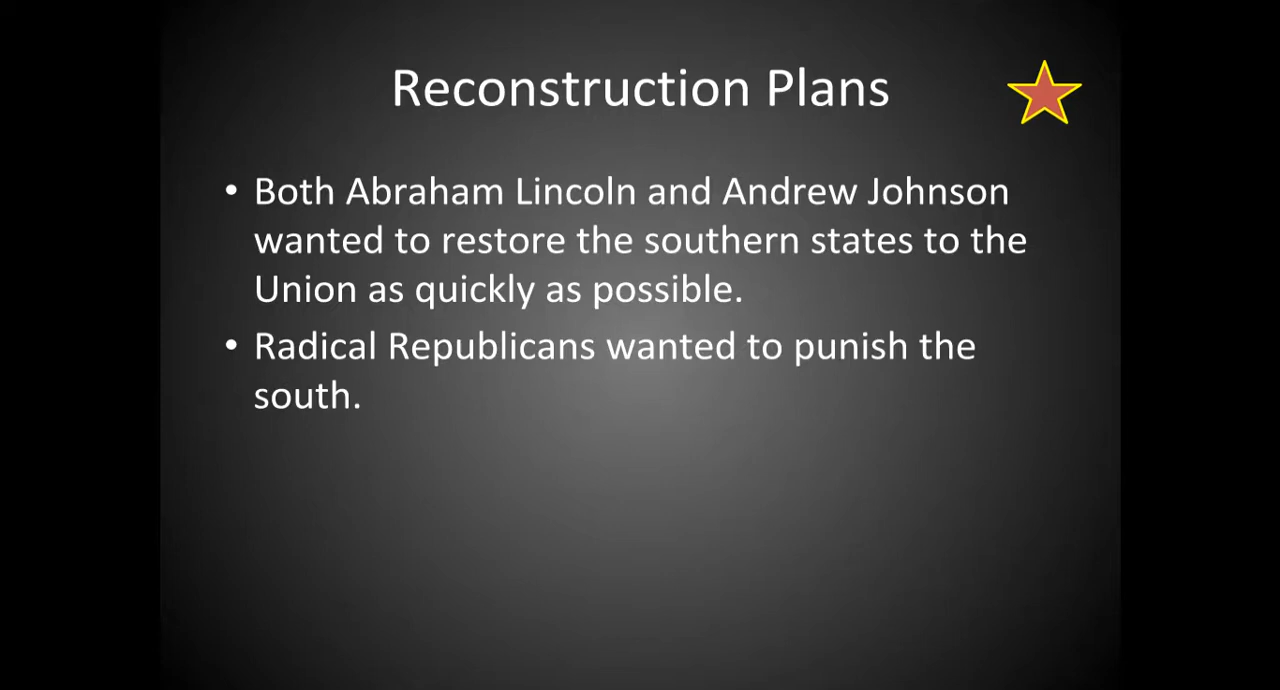 Reconstruction Plans
• Both Abraham Lincoln and Andrew Johnson
wanted to restore the southern states to the
Union as quickly as possible.
• Radical Republicans wanted to punish the
south.